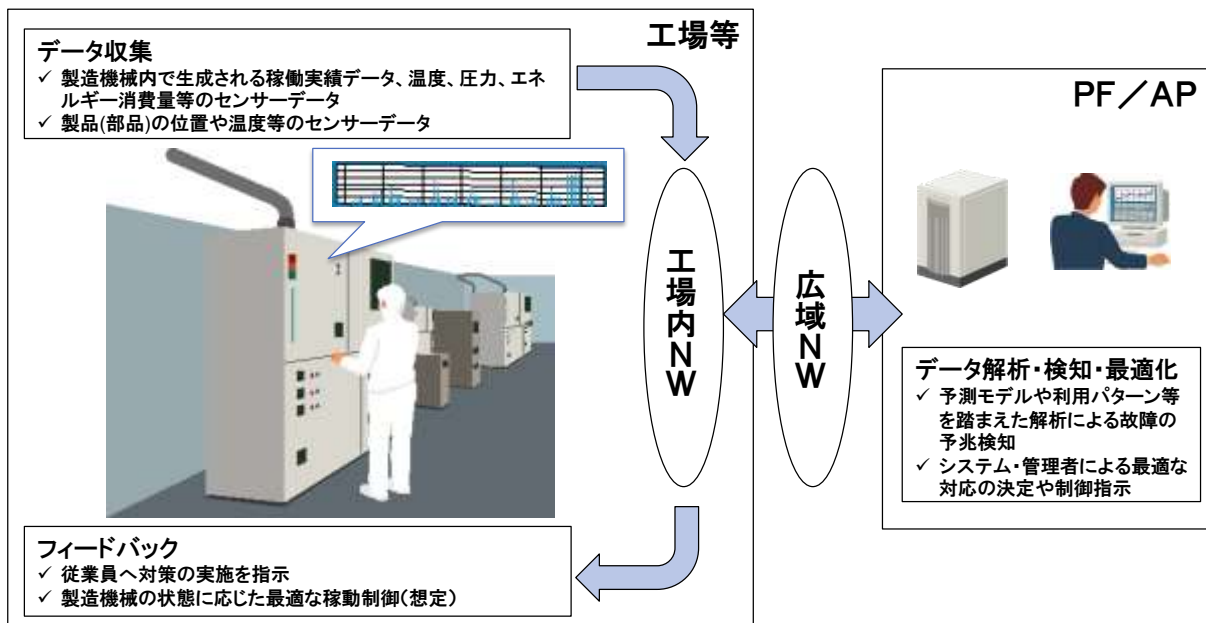 工場等
データ収集
✓ 製造機械内で生成される稼働実績データ、温度、圧力、エネ
ルギー消費量等のセンサーデータ
✓ 製品(部品)の位置や温度等のセンサーデータ
工場内NW
広域NW
PF／AP
データ解析・検知・最適化
✓ 予測モデルや利用パターン等
を踏まえた解析による故障の
予兆検知
✓ システム・管理者による最適な
対応の決定や制御指示
フィードバック
✓ 従業員へ対策の実施を指示
✓ 製造機械の状態に応じた最適な稼動制御(想定)